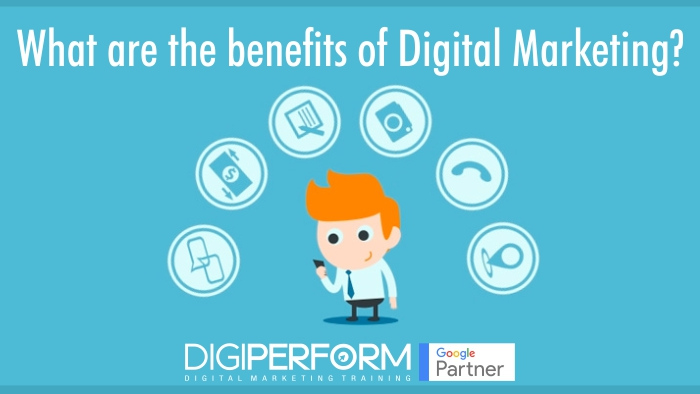 What are the benefits of Digital Marketing?
$
DIGIPERFORM
DIGITAL MARKETING TRAINING
Google
Partner